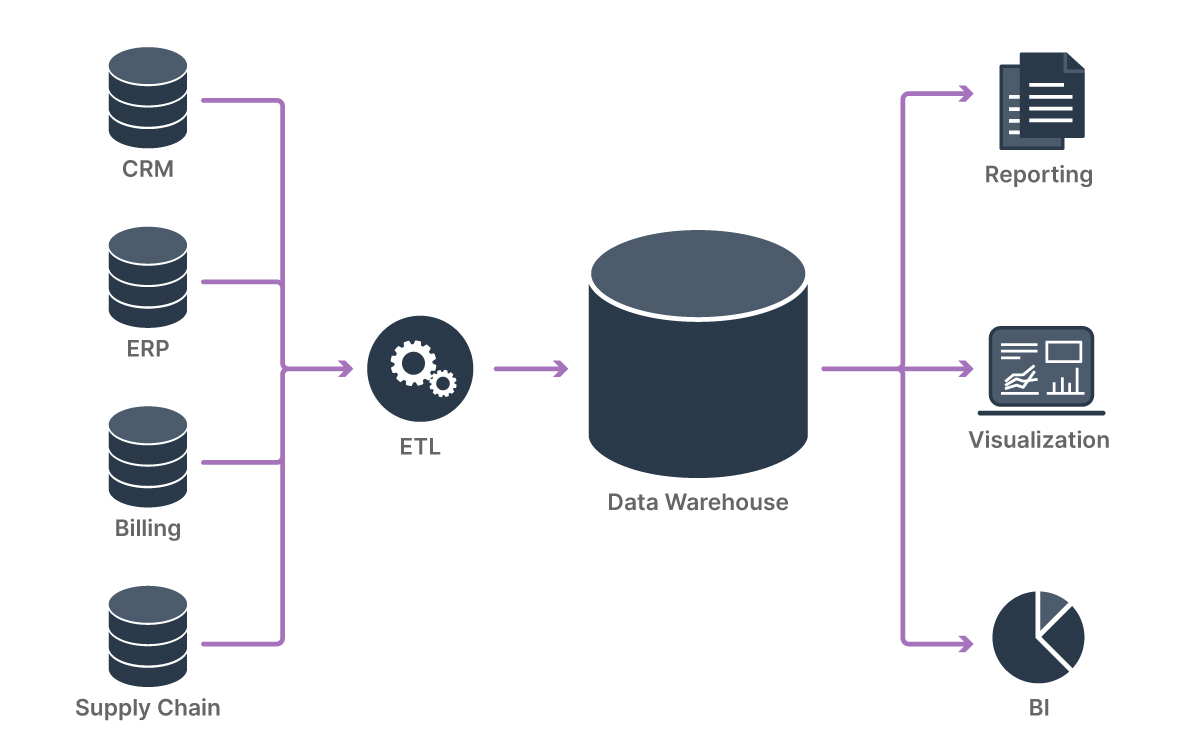 CRM
ERP
Billing
Supply Chain
ETL
Data Warehouse
Reporting
Visualization
BI